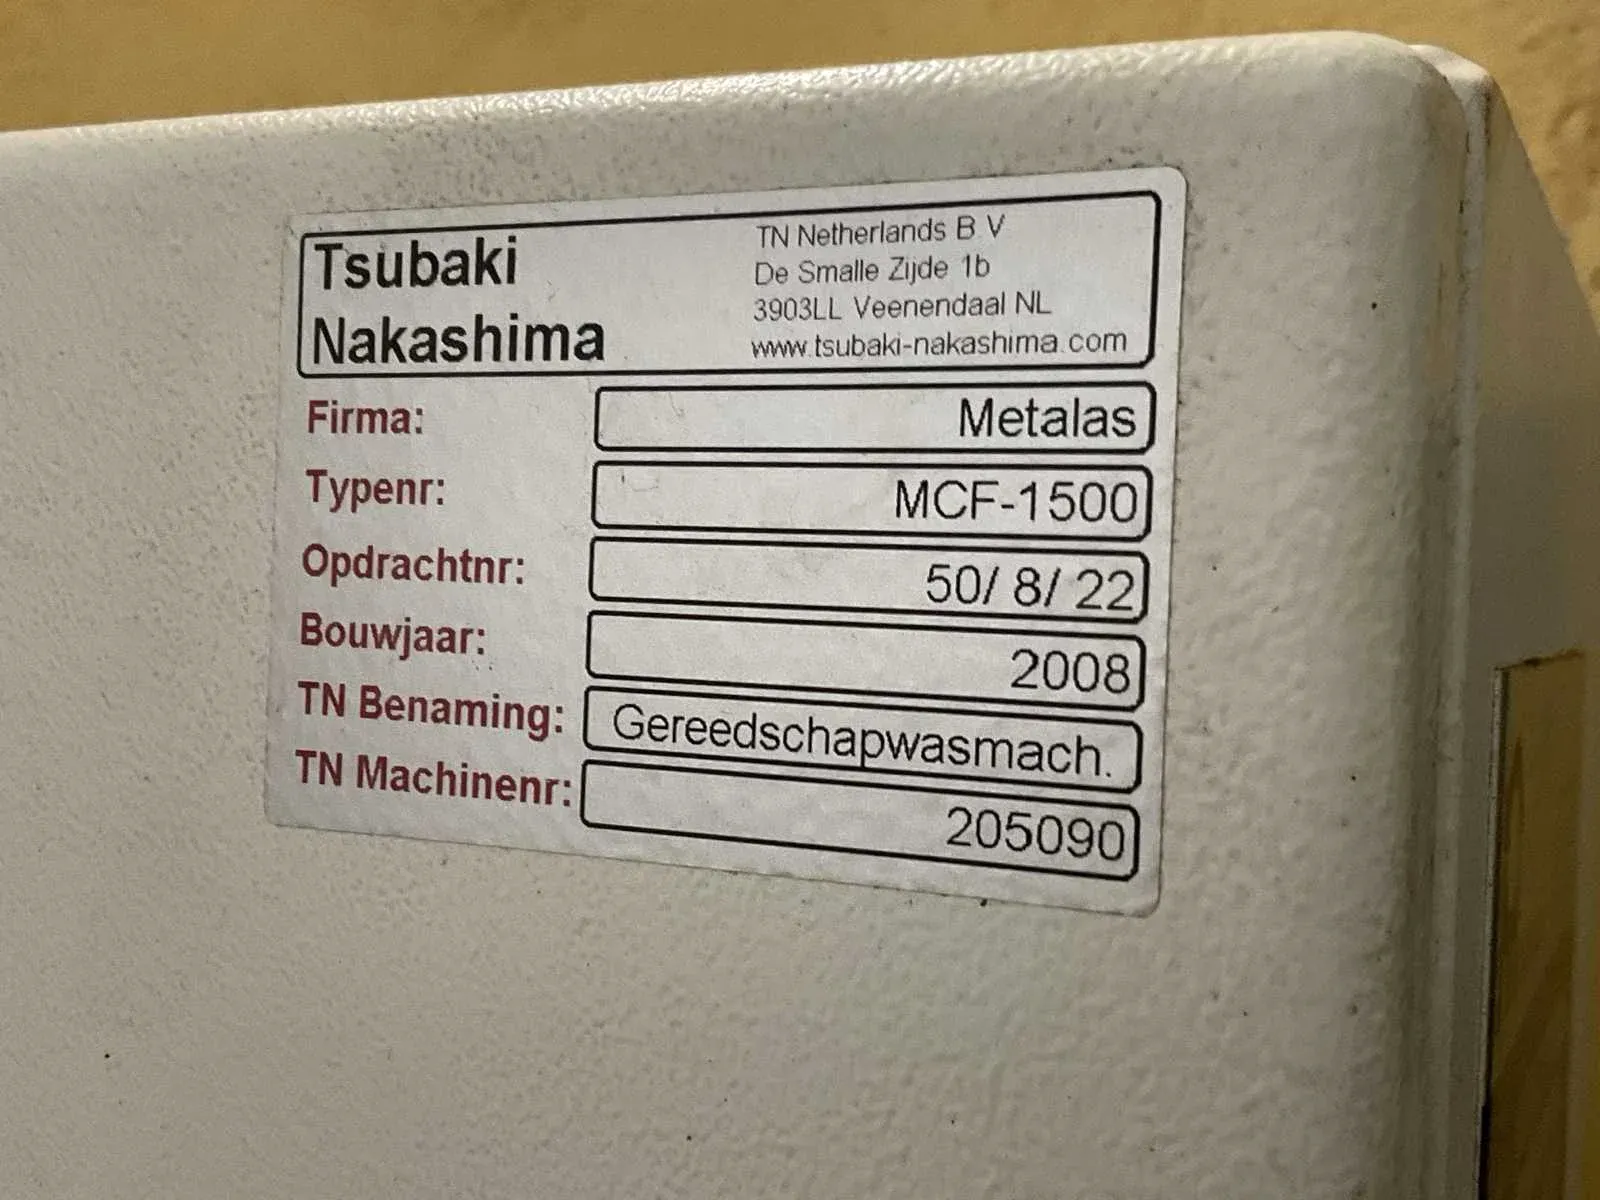 Tsubaki
Nakashima
TN Netherlands B V
De Smalle Zijde 1b
3903LL Veenendaal NL
www.tsubaki-nakashima.com
Firma: Metalas
Typenr: MCF-1500
Opdrachtnr: 50/ 8/ 22
Bouwjaar: 2008
TN Benaming: Gereedschapwasmach.
TN Machinenr: 205090